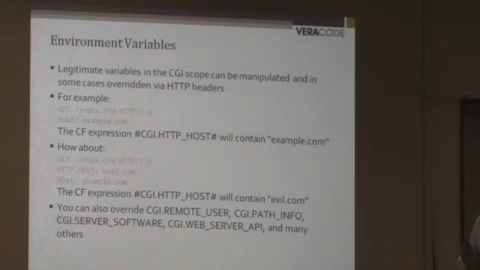 VERACODE
Environment Variables
Legitimate variables in the CGI scope can be manipulated and in
some cases overridden via HTTP headers
For example:
GET /index.cfm HTTP/1.0
Host: example.com
The CF expression #CGI.HTTP_HOST# will contain "example.com"
How about:
GET /index.cfm HTTP/1.0
HTTP_HOST: evil.com
Host: example.com
The CF expression #CGI.HTTP_HOST# will contain "evil.com"
You can also override CGI.REMOTE_USER, CGI.PATH_INFO,
CGI.SERVER_SOFTWARE, CGI.WEB_SERVER_API, and many
others